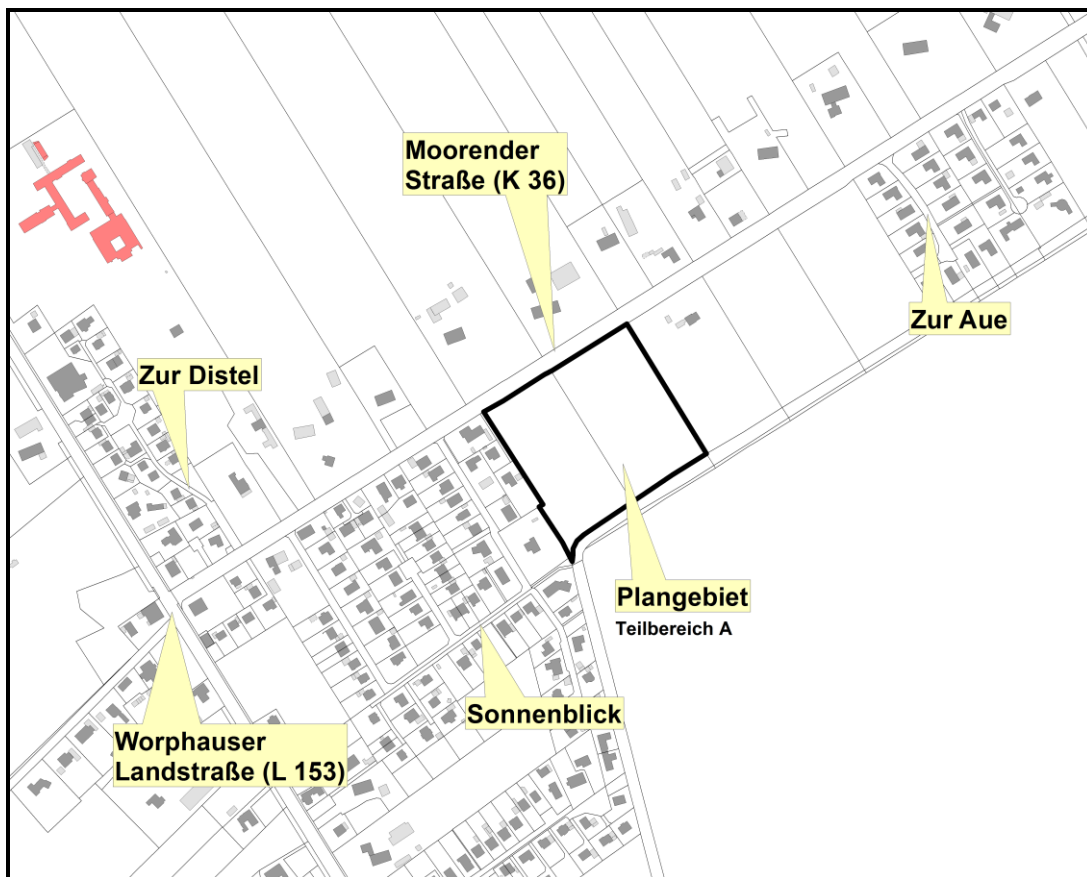 Moorender
Straße (K 36)
Zur Aue
Zur Distel
Plangebiet
Teilbereich A
Sonnenblick
Worphauser
Landstraße (L 153)